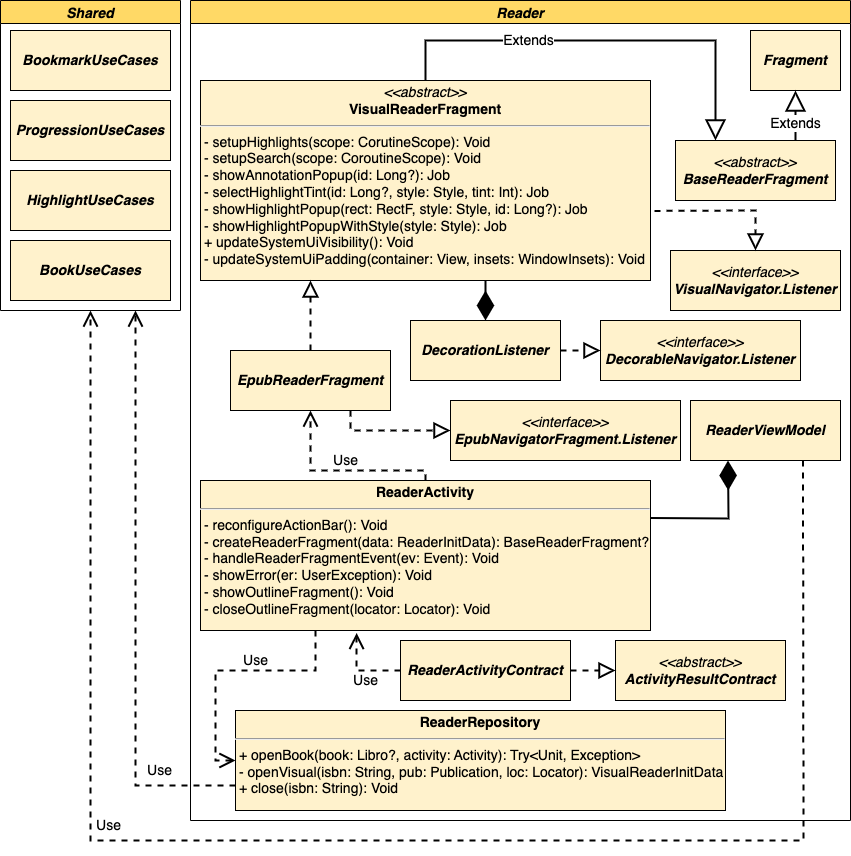 Shared
BookmarkUseCases
ProgressionUseCases
HighlightUseCases
BookUseCases
Reader
Extends
Fragment
Extends
<<abstract>>
VisualReaderFragment
- setupHighlights(scope: CorutineScope): Void
- setupSearch(scope: CoroutineScope): Void
- showAnnotationPopup(id: Long?): Job
- selectHighlightTint(id: Long?, style: Style, tint: Int): Job
- showHighlightPopup(rect: RectF, style: Style, id: Long?): Job
- showHighlightPopupWithStyle(style: Style): Job
+ updateSystemUiVisibility(): Void
- updateSystemUiPadding(container: View, insets: WindowInsets): Void
<<abstract>>
BaseReaderFragment
<<interface>>
VisualNavigator.Listener
DecorationListener
<<interface>>
DecorableNavigator.Listener
EpubReaderFragment
<<interface>>
EpubNavigatorFragment.Listener
ReaderViewModel
Use
ReaderActivity
- reconfigureActionBar(): Void
- createReaderFragment(data: ReaderInitData): BaseReaderFragment?
- handleReaderFragmentEvent(ev: Event): Void
- showError(er: UserException): Void
- showOutlineFragment(): Void
- closeOutlineFragment(locator: Locator): Void
Use
Use
ReaderActivityContract
<<abstract>>
ActivityResultContract
ReaderRepository
+ openBook(book: Libro?, activity: Activity): Try<Unit, Exception>
- openVisual(isbn: String, pub: Publication, loc: Locator): VisualReaderInitData
+ close(isbn: String): Void
Use
Use